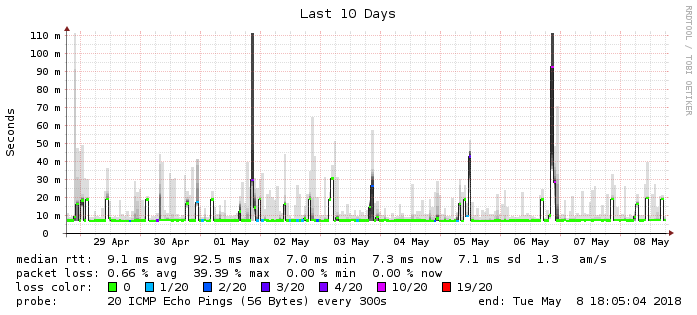 Last 10 Days
RRDTOOL / TOBI OETIKER
Seconds
110 m
100 m
90 m
80 m
70 m
60 m
50 m
40 m
30 m
20 m
10 m
0
29 Apr 30 Apr 01 May 02 May 03 May 04 May 05 May 06 May 07 May 08 May
median rtt: 9.1 ms avg 92.5 ms max 7.0 ms min 7.3 ms now 7.1 ms sd 1.3 am/s
packet loss: 0.66 % avg 39.39 % max 0.00 % min 0.00 % now
loss color: 0 1/20 2/20 3/20 4/20 10/20 19/20
probe: 20 ICMP Echo Pings (56 Bytes) every 300s end: Tue May 8 18:05:04 2018